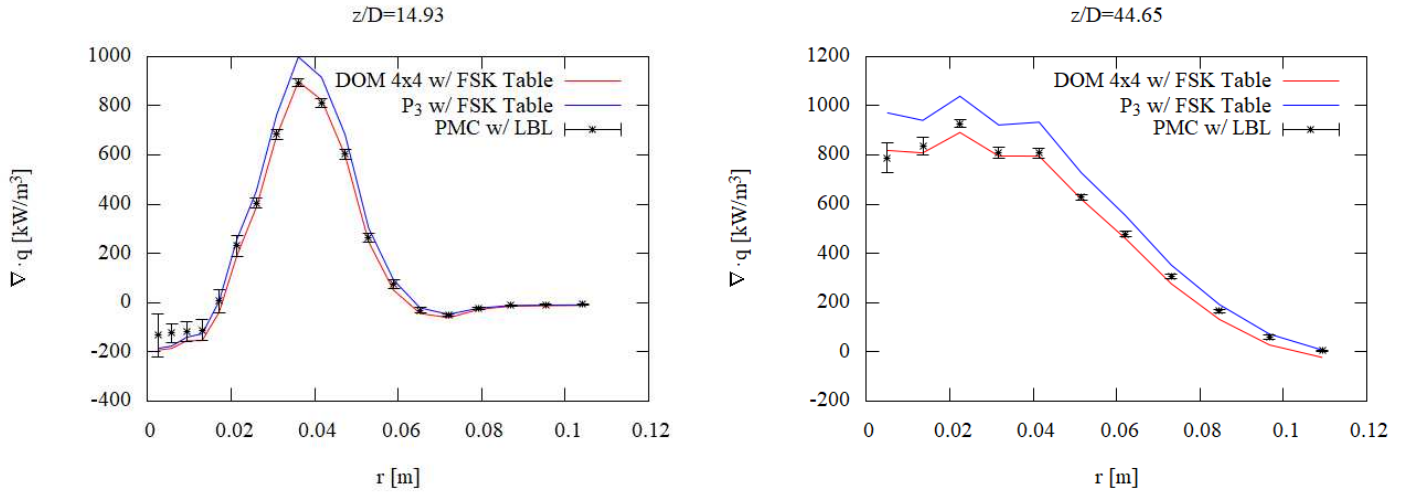 z/D=14.93
1000
800
600
400
200
0
-200
-400
∇·q [kW/m³]
DOM 4x4 w/ FSK Table
P₃ w/ FSK Table
PMC w/ LBL
0 0.02 0.04 0.06 0.08 0.1 0.12
r [m]
z/D=44.65
1200
1000
800
600
400
200
0
-200
∇·q [kW/m³]
DOM 4x4 w/ FSK Table
P₃ w/ FSK Table
PMC w/ LBL
0 0.02 0.04 0.06 0.08 0.1 0.12
r [m]